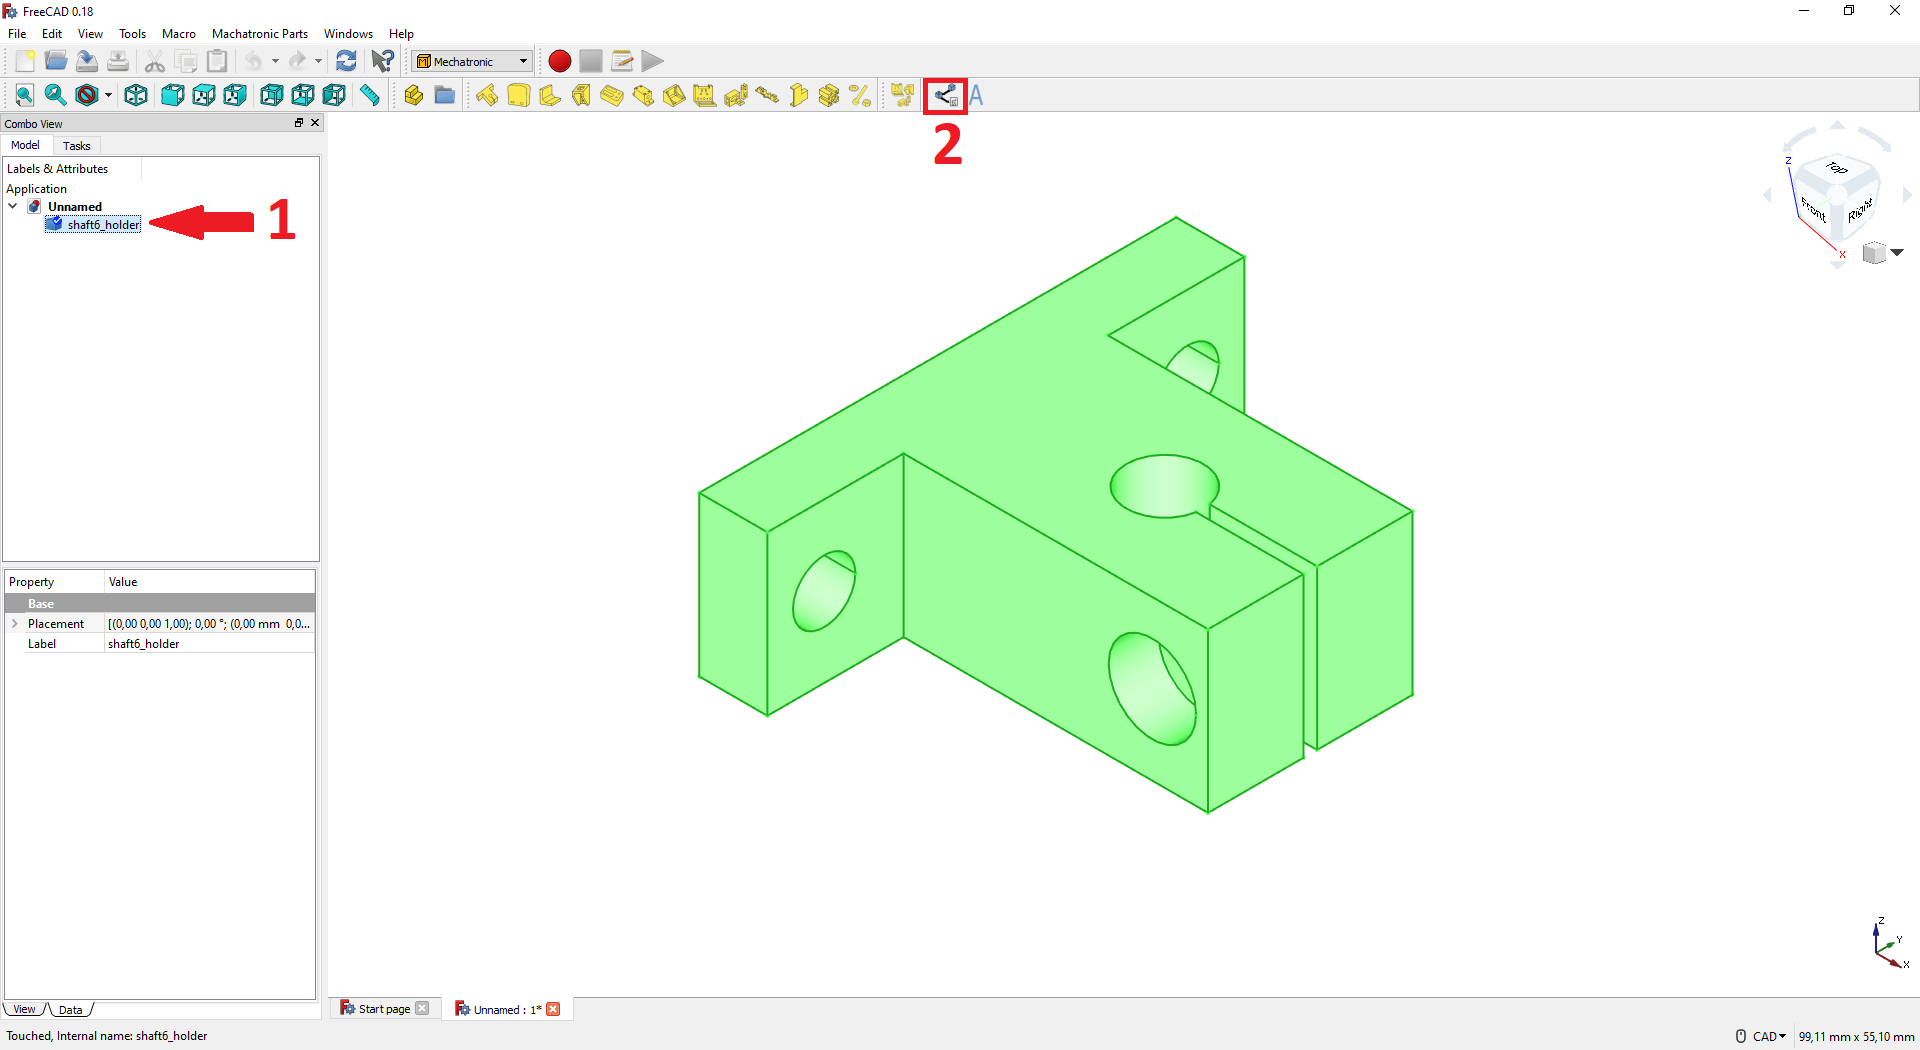 FreeCAD 0.18
File Edit View Tools Macro Machatronic Parts Windows Help
Mechatronic
A
2
Combo View
Model Tasks
Labels & Attributes
Application
Unnamed
shaft6_holder
1
Top
Front
Right
Z
X
Property Value
Base
Placement [(0,00 0,00 1,00); 0,00 °; (0,00 mm 0,0...
Label shaft6_holder
Z
Y
X
View Data
Start page
Unnamed : 1*
Touched, Internal name: shaft6_holder
CAD
99,11 mm x 55,10 mm